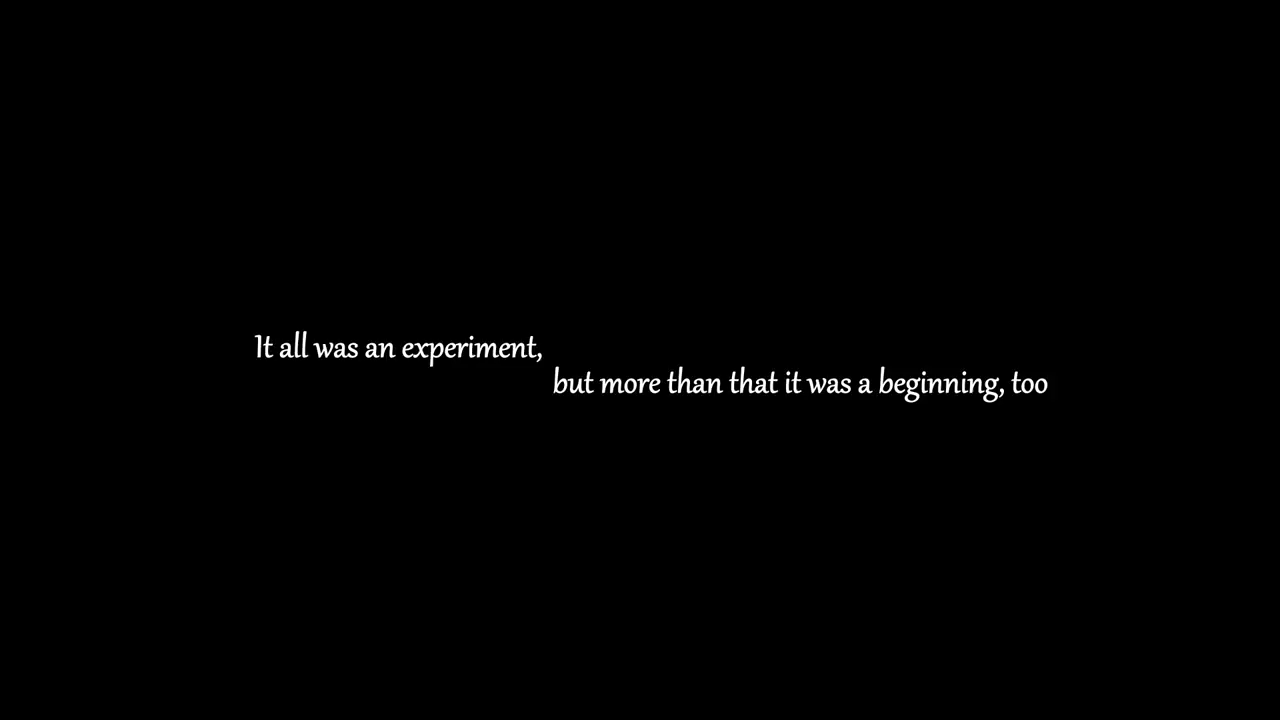 It all was an experiment,
but more than that it was a beginning, too